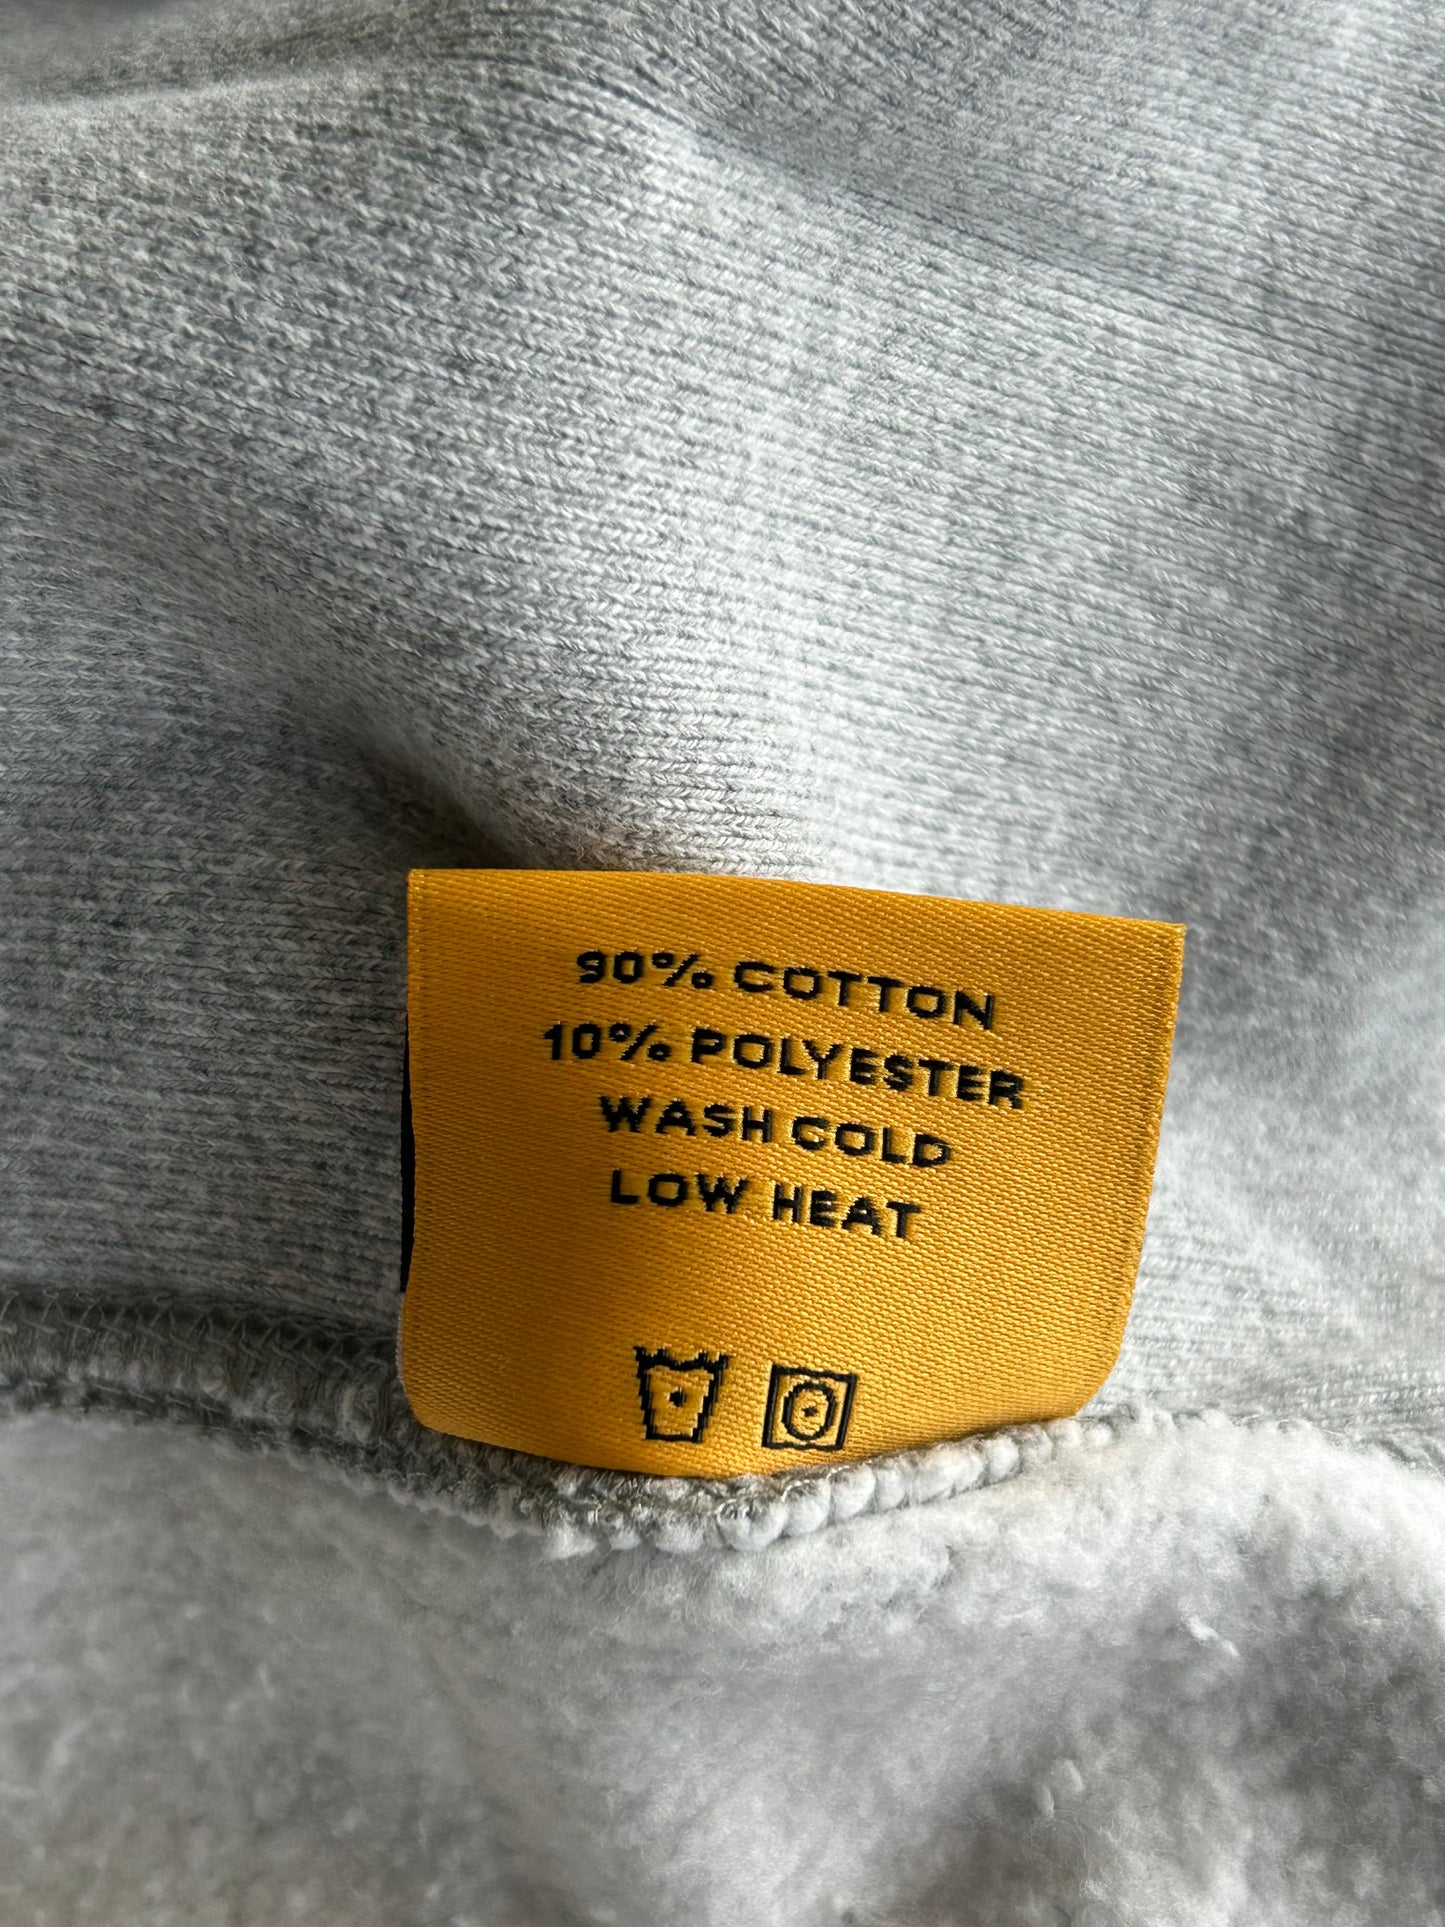 90% COTTON
10% POLYESTER
WASH COLD
LOW HEAT